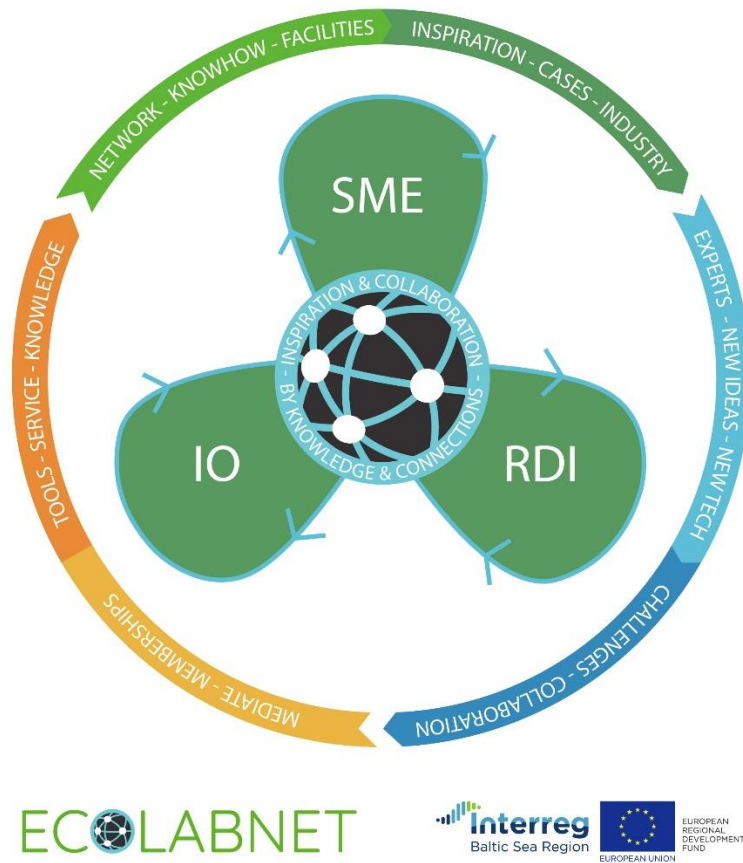 NETWORK - KNOWHOW - FACILITIES
INSPIRATION - CASES - INDUSTRY
EXPERTS - NEW IDEAS - NEW TECH
CHALLENGES - COLLABORATION
MEDIATE - MEMBERSHIPS
TOOLS - SERVICE - KNOWLEDGE
SME
- INSPIRATION & COLLABORATION -
BY KNOWLEDGE & CONNECTIONS
IO
RDI
ECOLABNET
Interreg
Baltic Sea Region
EUROPEAN UNION
EUROPEAN
REGIONAL
DEVELOPMENT
FUND